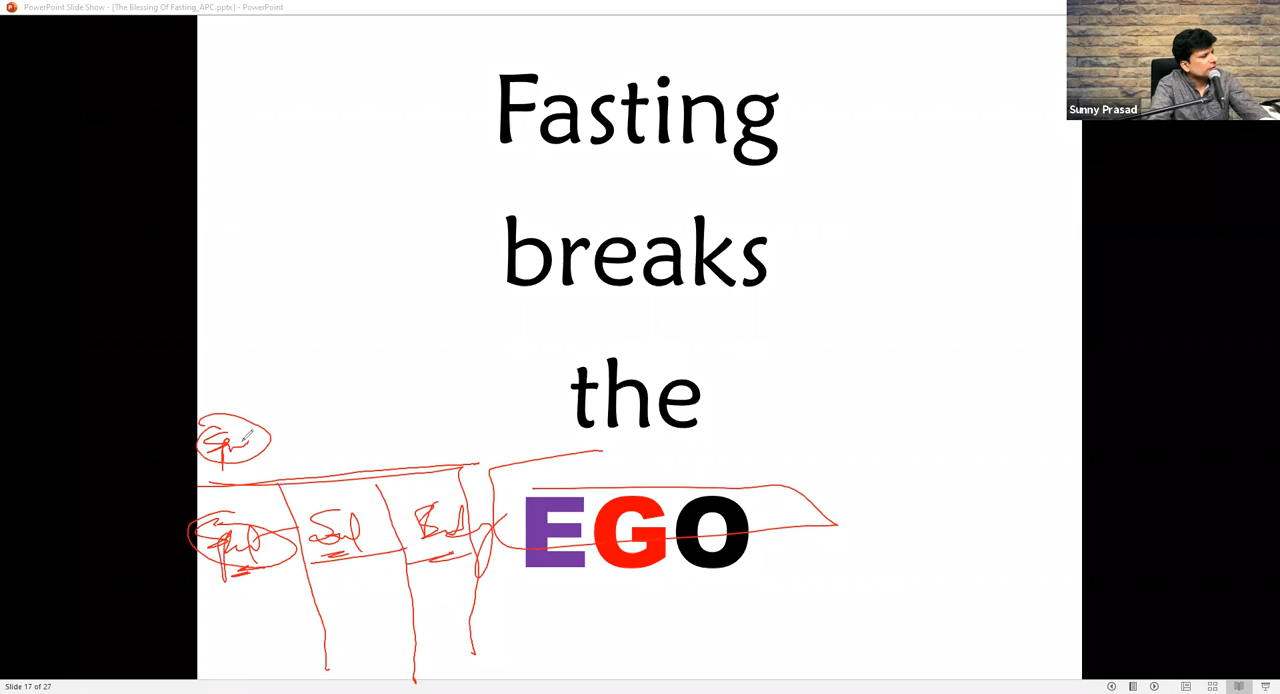 PowerPoint Slide Show - [The Blessing Of Fasting_APC.pptx] - PowerPoint
Sunny Prasad
Fasting
breaks
the
EGO
Spirit Soul Body
Slide 17 of 27